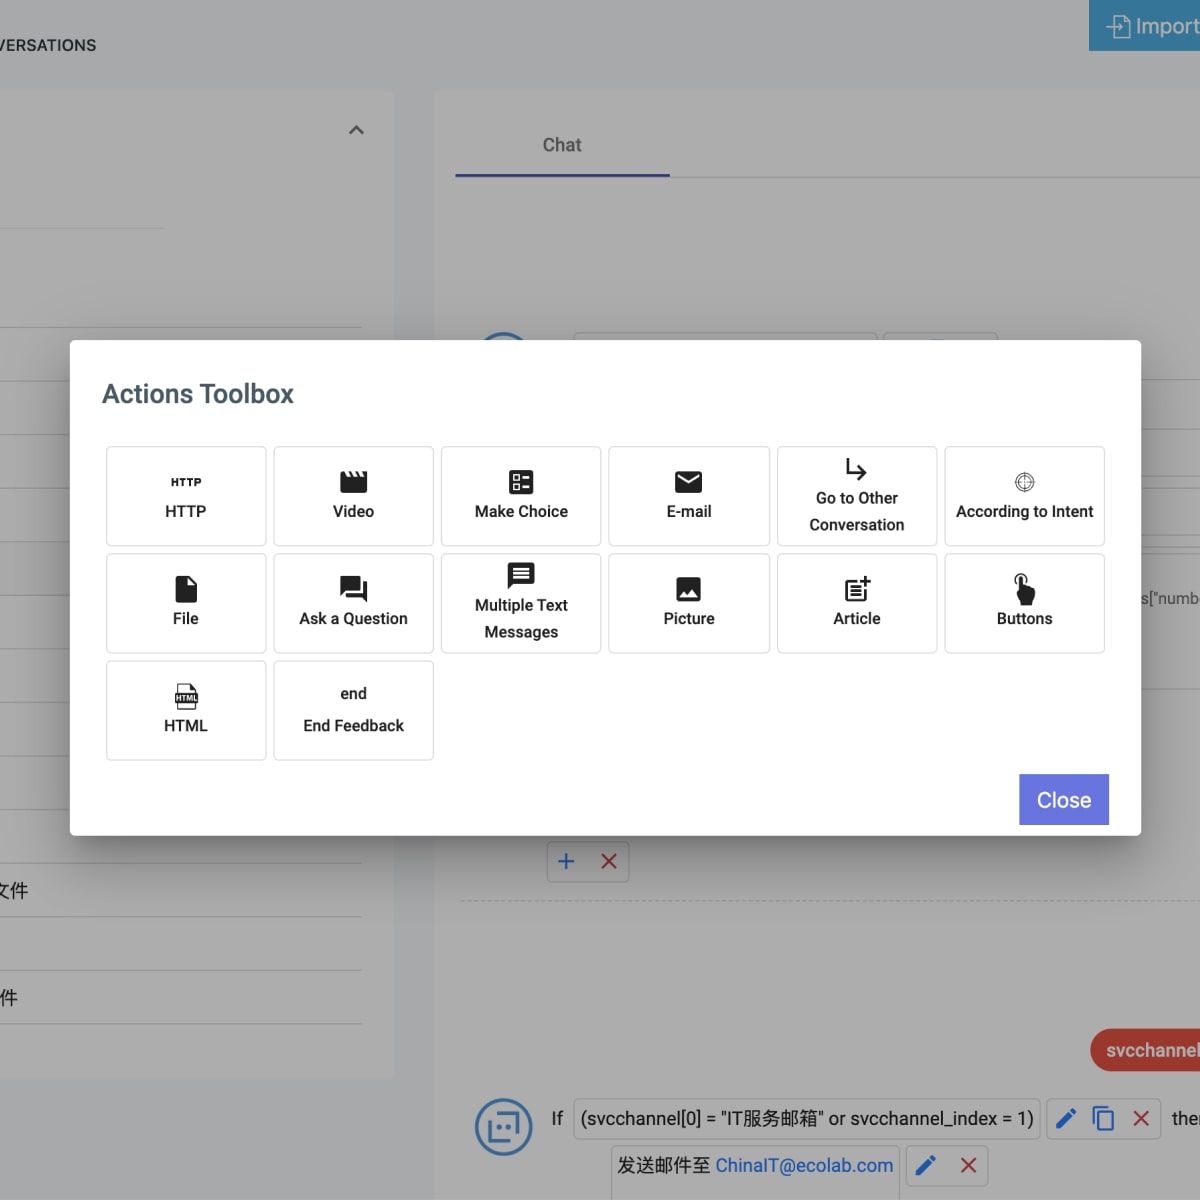 VERSATIONS
Import
Chat
Actions Toolbox
HTTP
HTTP
Video
Make Choice
E-mail
Go to Other
Conversation
According to Intent
File
Ask a Question
Multiple Text
Messages
Picture
Article
Buttons
HTML
HTML
end
End Feedback
s["numb
Close
文件
件
svcchannel
If (svcchannel[0] = "IT服务邮箱" or svcchannel_index = 1) the
发送邮件至 ChinaIT@ecolab.com